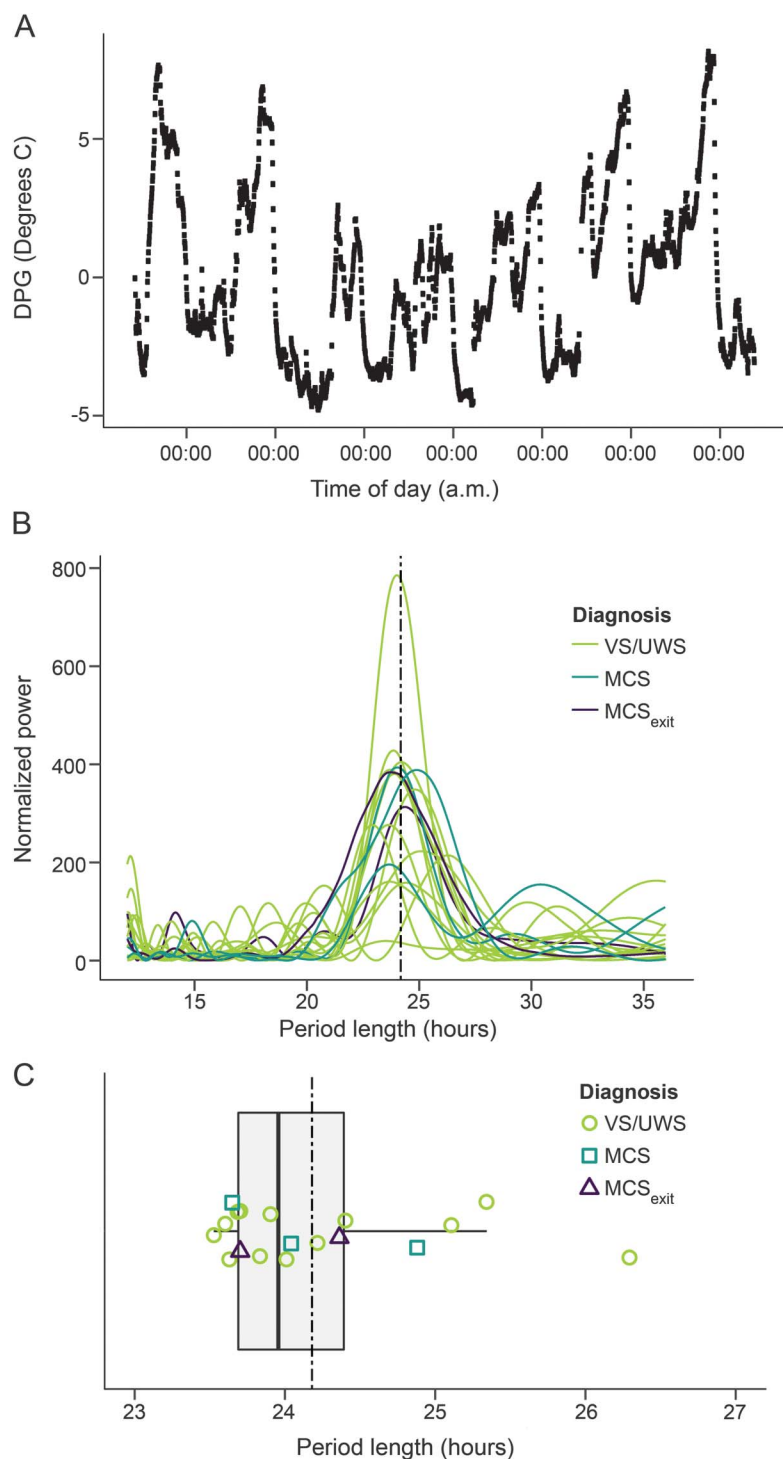 A
DPG (Degrees C)
5
0
-5
00:00 00:00 00:00 00:00 00:00 00:00 00:00
Time of day (a.m.)
B
Normalized power
800
600
400
200
0
Diagnosis
VS/UWS
MCS
MCSexit
15 20 25 30 35
Period length (hours)
C
Diagnosis
VS/UWS
MCS
MCSexit
23 24 25 26 27
Period length (hours)